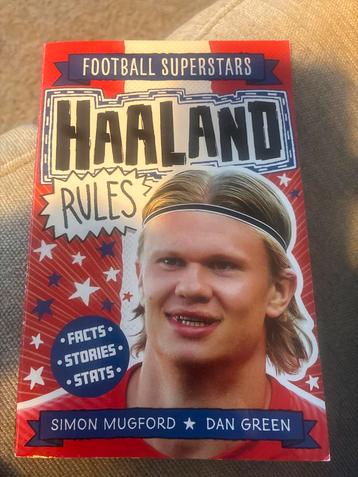 FOOTBALL SUPERSTARS
HAALAND
RULES
FACTS
STORIES
STATS
SIMON MUGFORD ★ DAN GREEN